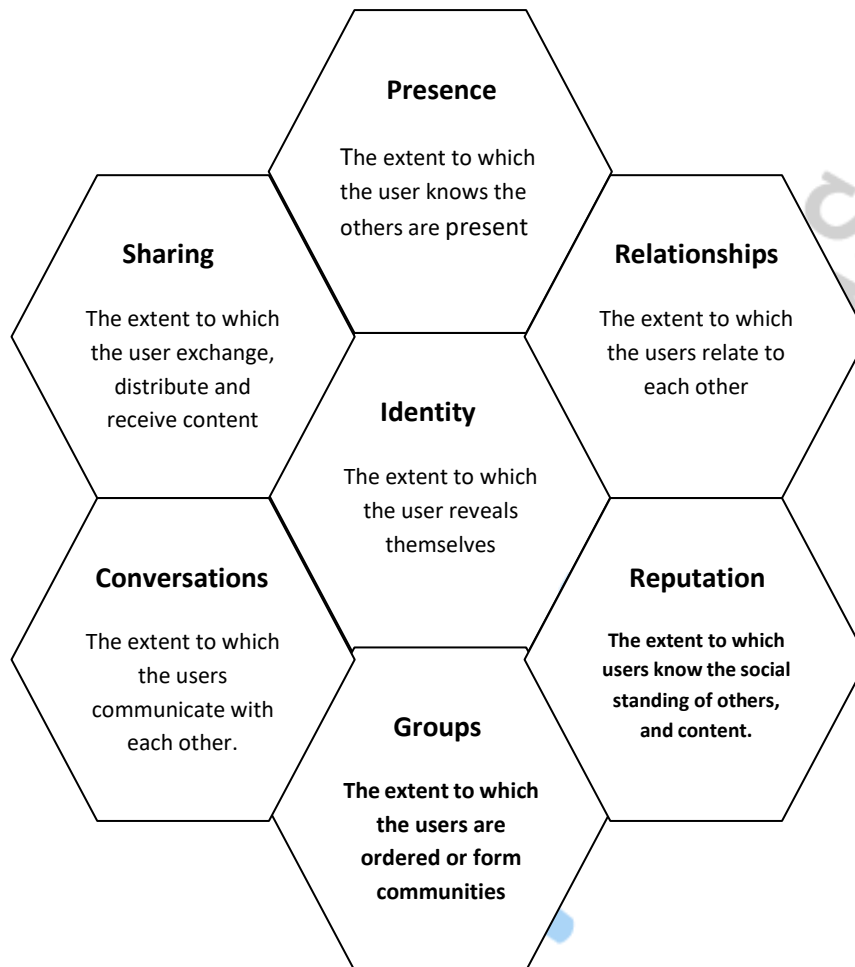 Presence
The extent to which
the user knows the
others are present
Sharing
The extent to which
the user exchange,
distribute and
receive content
Relationships
The extent to which
the users relate to
each other
Identity
The extent to which
the user reveals
themselves
Conversations
The extent to which
the users
communicate with
each other.
Reputation
The extent to which
users know the social
standing of others,
and content.
Groups
The extent to which
the users are
ordered or form
communities